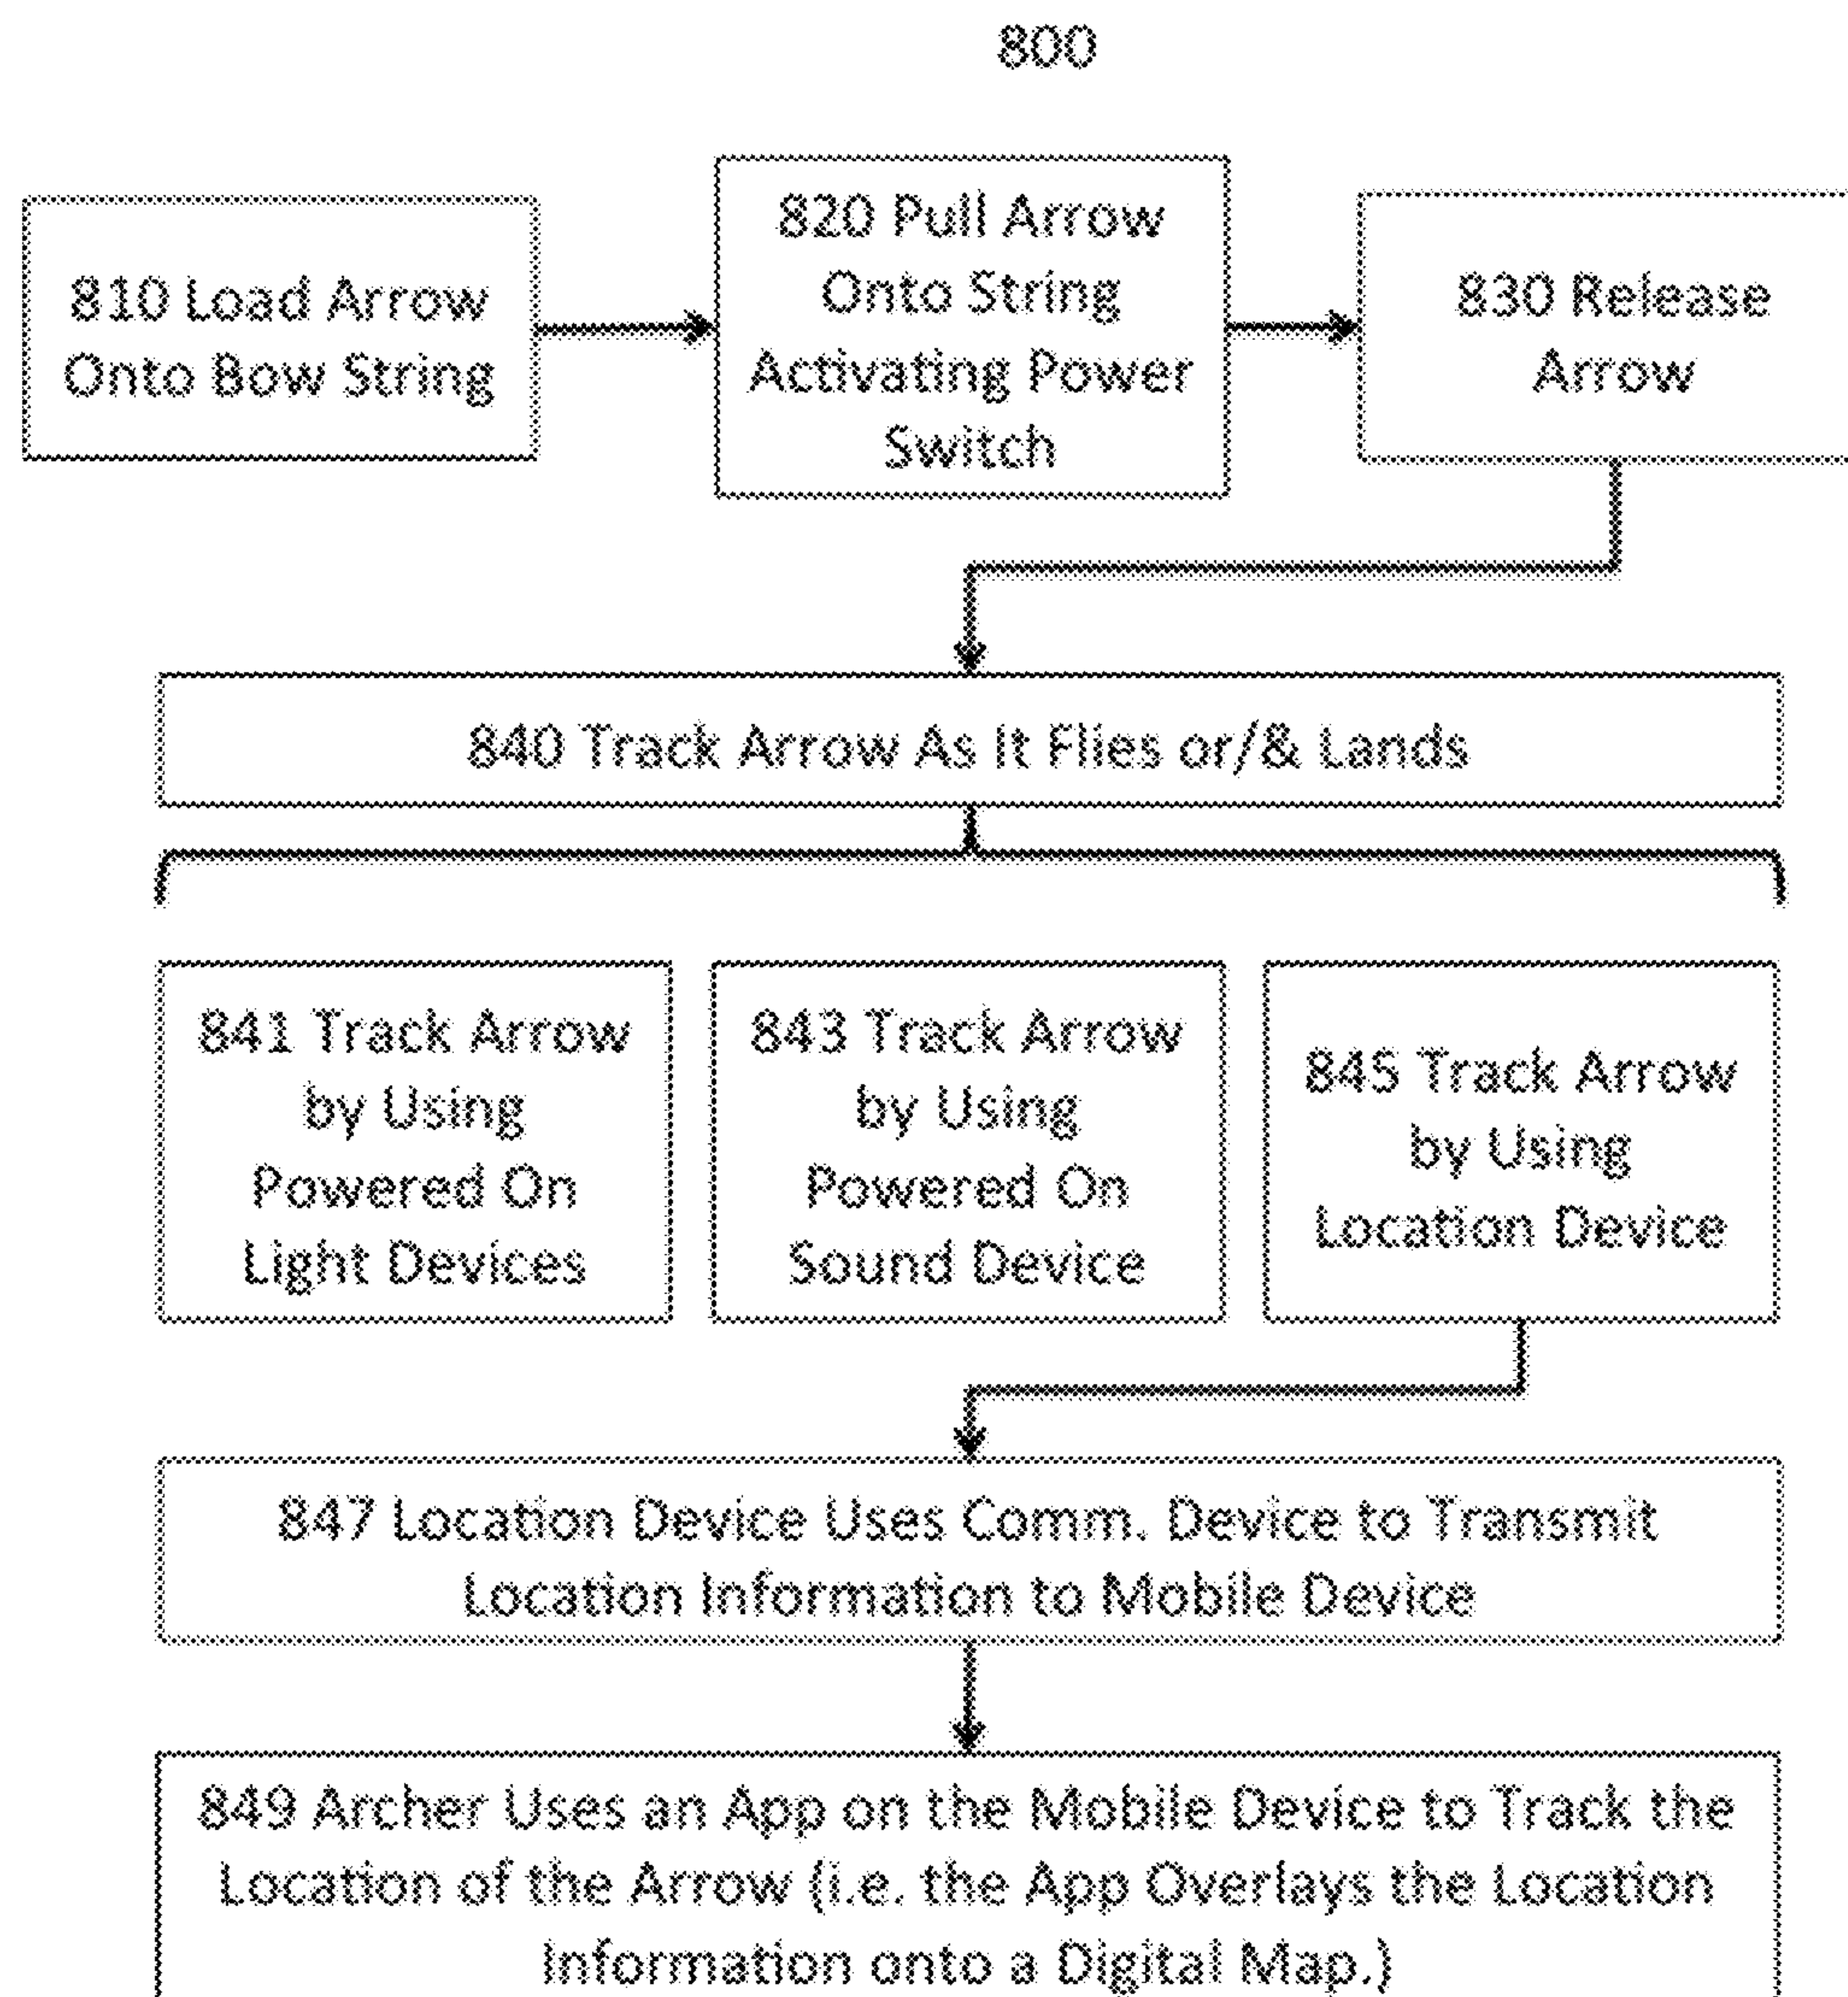 800
810 Load Arrow
Onto Bow String
820 Pull Arrow
Onto String
Activating Power
Switch
830 Release
Arrow
840 Track Arrow As It Flies or/& Lands
841 Track Arrow
by Using
Powered On
Light Devices
843 Track Arrow
by Using
Powered On
Sound Device
845 Track Arrow
by Using
Location Device
847 Location Device Uses Comm. Device to Transmit
Location Information to Mobile Device
849 Archer Uses an App on the Mobile Device to Track the
Location of the Arrow (i.e. the App Overlays the Location
Information onto a Digital Map.)